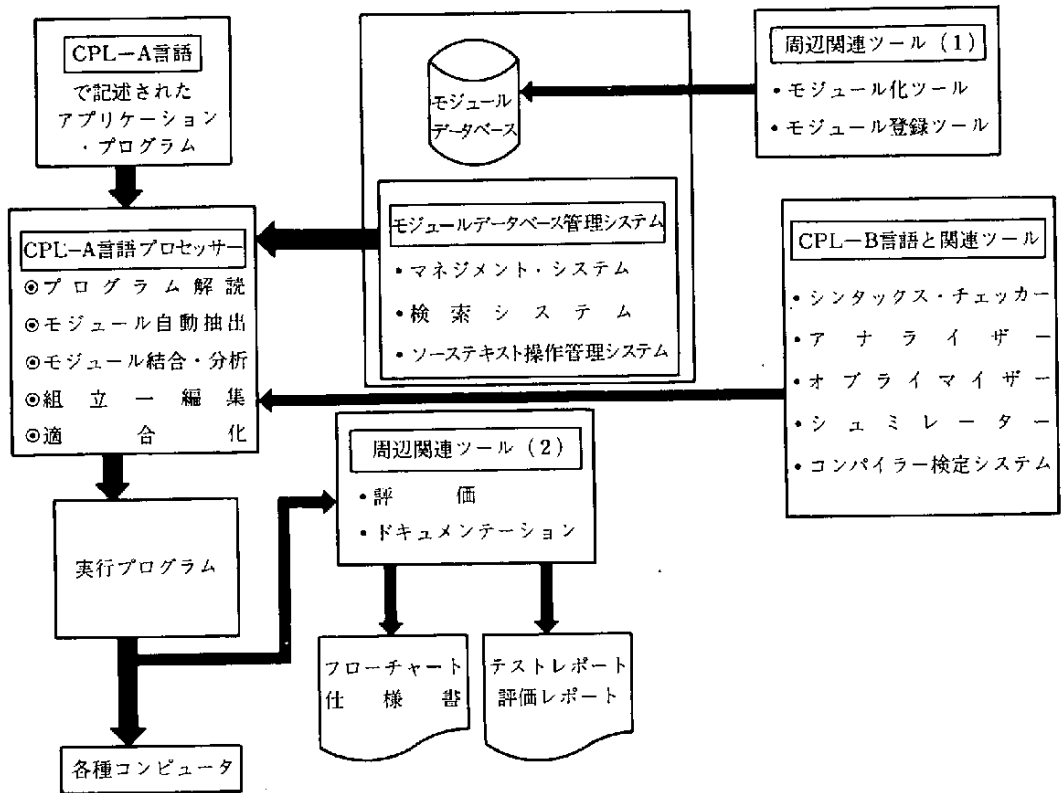 CPL－A言語
で記述された
アプリケーション
・プログラム
モジュール
データベース
周辺関連ツール（1）
・モジュール化ツール
・モジュール登録ツール
CPL－A言語プロセッサー
◉プログラム解読
◉モジュール自動抽出
◉モジュール結合・分析
◉組立－編集
◉適合化
モジュールデータベース管理システム
・マネジメント・システム
・検索システム
・ソーステキスト操作管理システム
CPL－B言語と関連ツール
・シンタックス・チェッカー
・アナライザー
・オブライマイザー
・シュミレーター
・コンパイラー検定システム
周辺関連ツール（2）
・評価
・ドキュメンテーション
実行プログラム
フローチャート
仕様書
テストレポート
評価レポート
各種コンピュータ